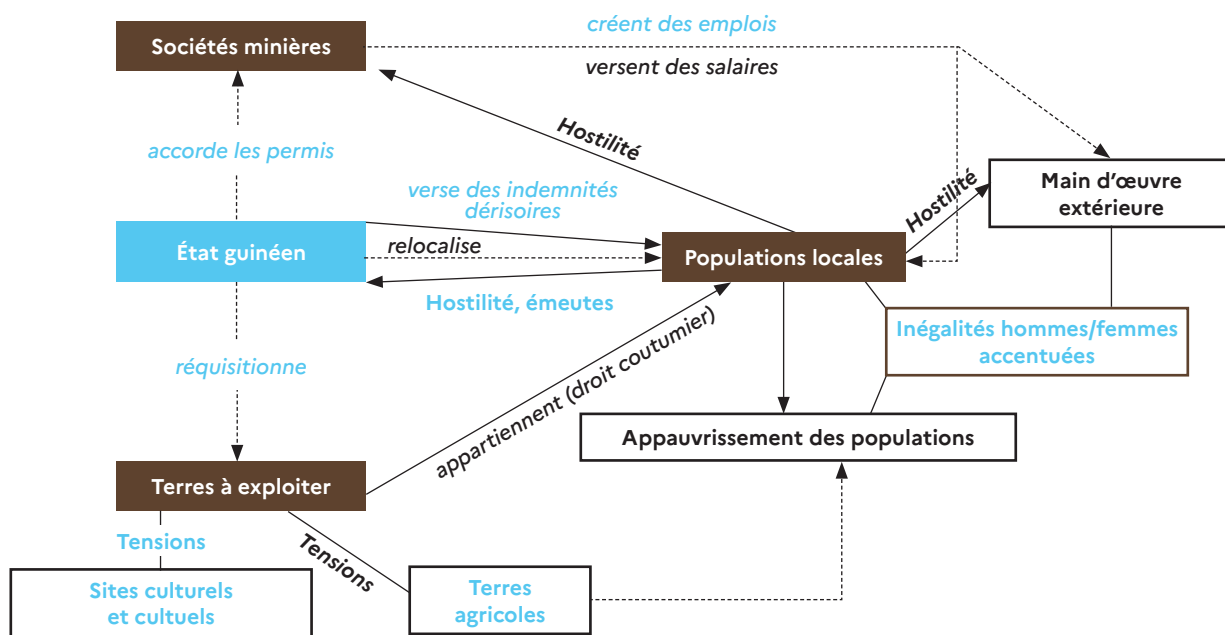 créent des emplois
Sociétés minières
versent des salaires
Hostilité
accorde les permis
Main d'œuvre
extérieure
Hostilité
verse des indemnités
dérisoires
État guinéen
relocalise
Populations locales
Hostilité, émeutes
Inégalités hommes/femmes
accentuées
réquisitionne
appartiennent (droit coutumier)
Appauvrissement des populations
Terres à exploiter
Tensions
Tensions
Sites culturels
et cultuels
Terres
agricoles